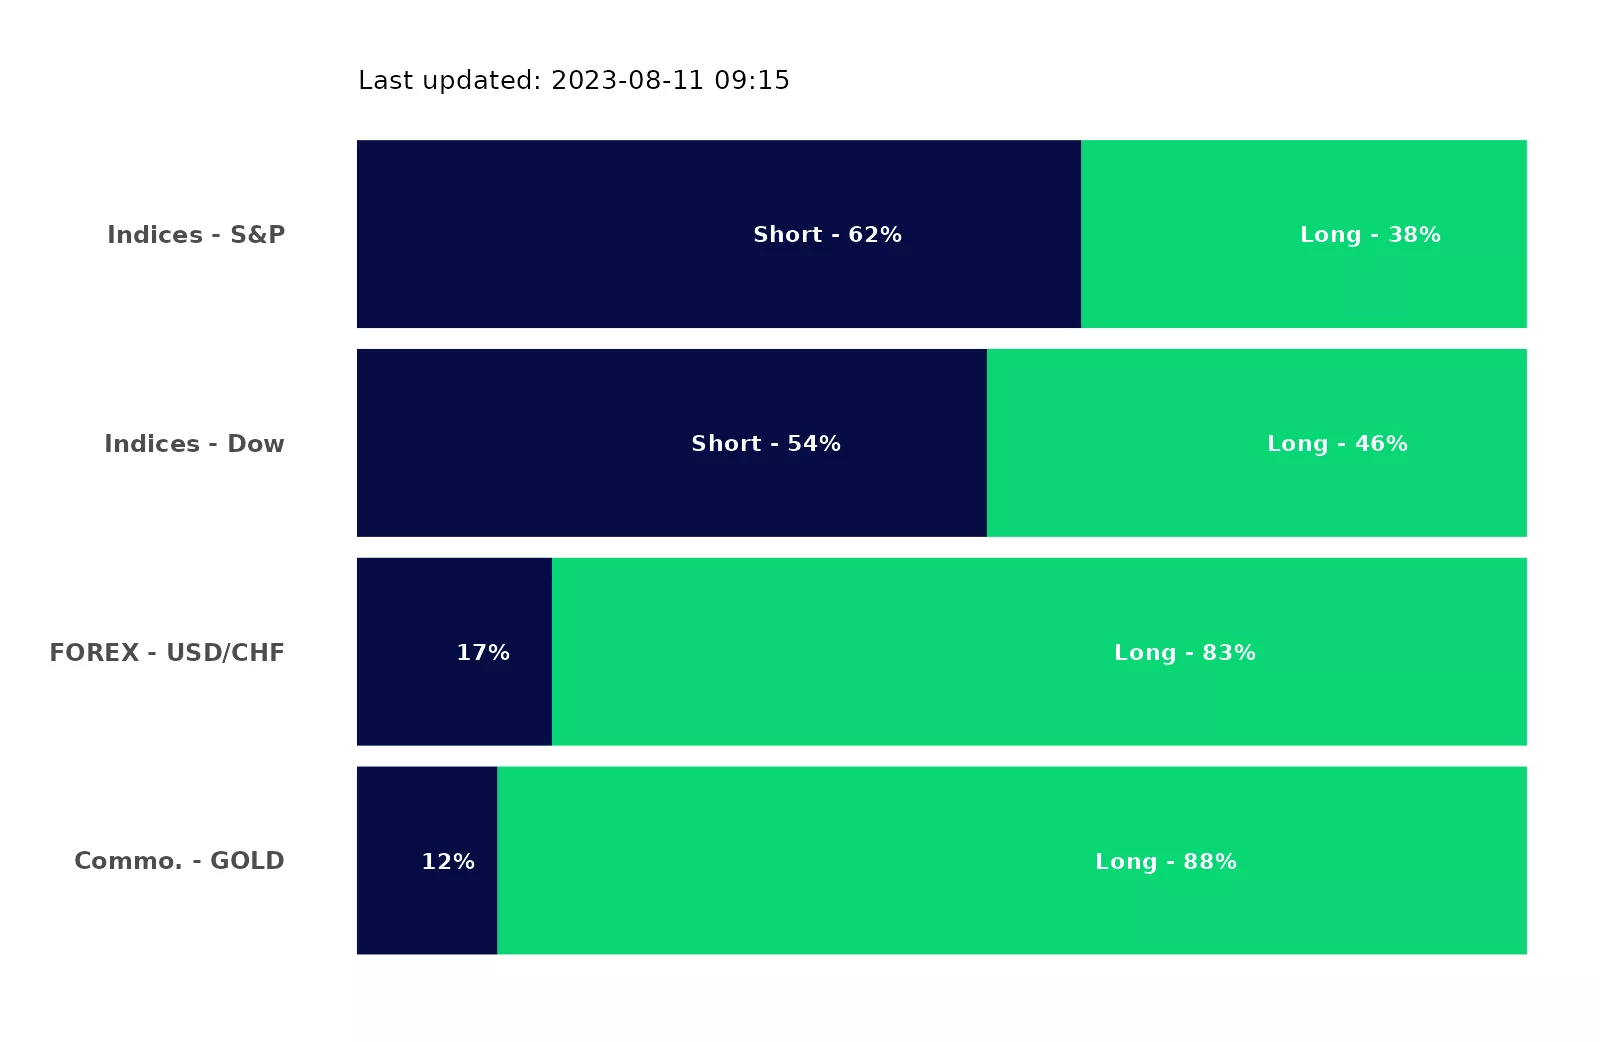 Last updated: 2023-08-11 09:15
Indices - S&P
Short - 62%
Long - 38%
Indices - Dow
Short - 54%
Long - 46%
FOREX - USD/CHF
17%
Long - 83%
Commo. - GOLD
12%
Long - 88%